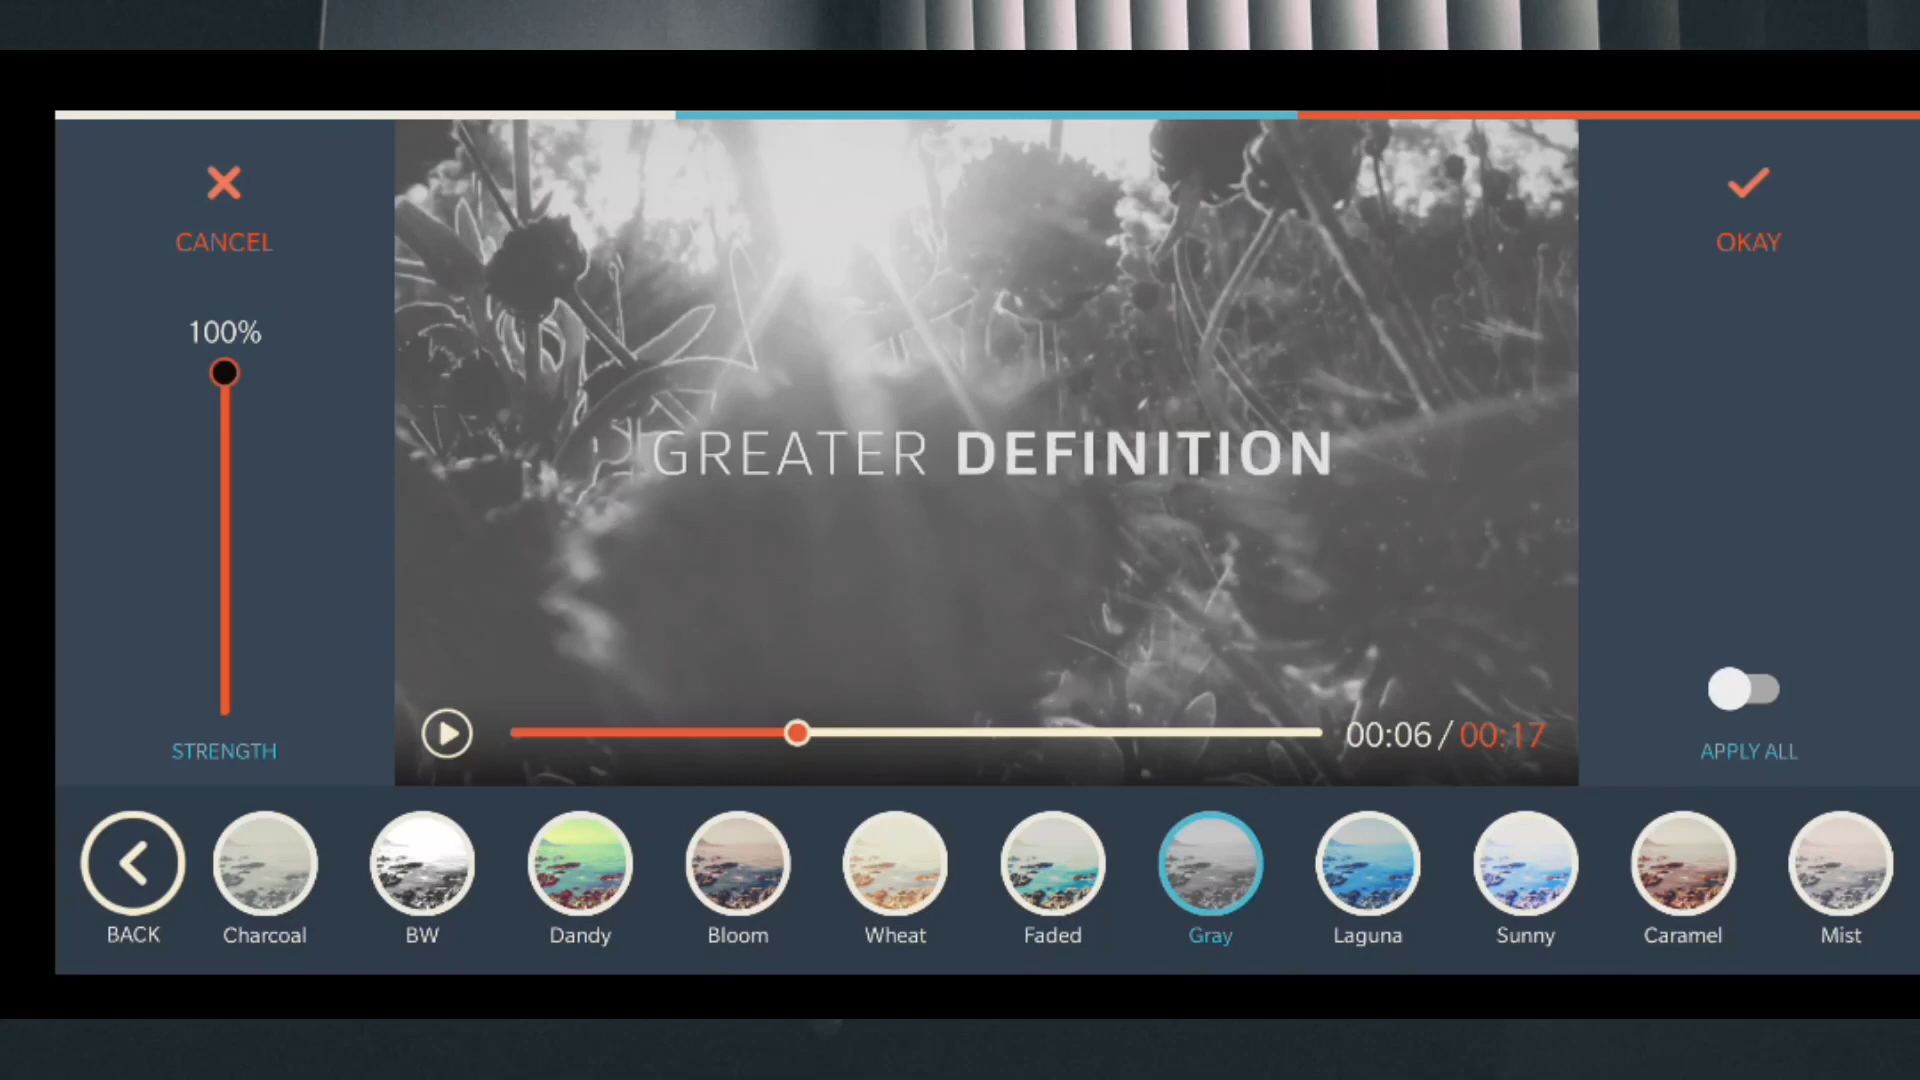 CANCEL
OKAY
100%
GREATER DEFINITION
00:06 / 00:17
STRENGTH
APPLY ALL
BACK
Charcoal
BW
Dandy
Bloom
Wheat
Faded
Gray
Laguna
Sunny
Caramel
Mist